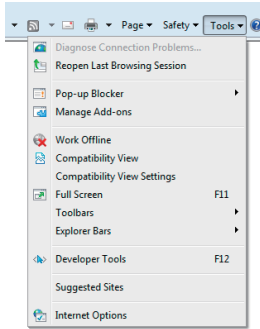 Page Safety Tools
Diagnose Connection Problems...
Reopen Last Browsing Session
Pop-up Blocker
Manage Add-ons
Work Offline
Compatibility View
Compatibility View Settings
Full Screen F11
Toolbars
Explorer Bars
Developer Tools F12
Suggested Sites
Internet Options